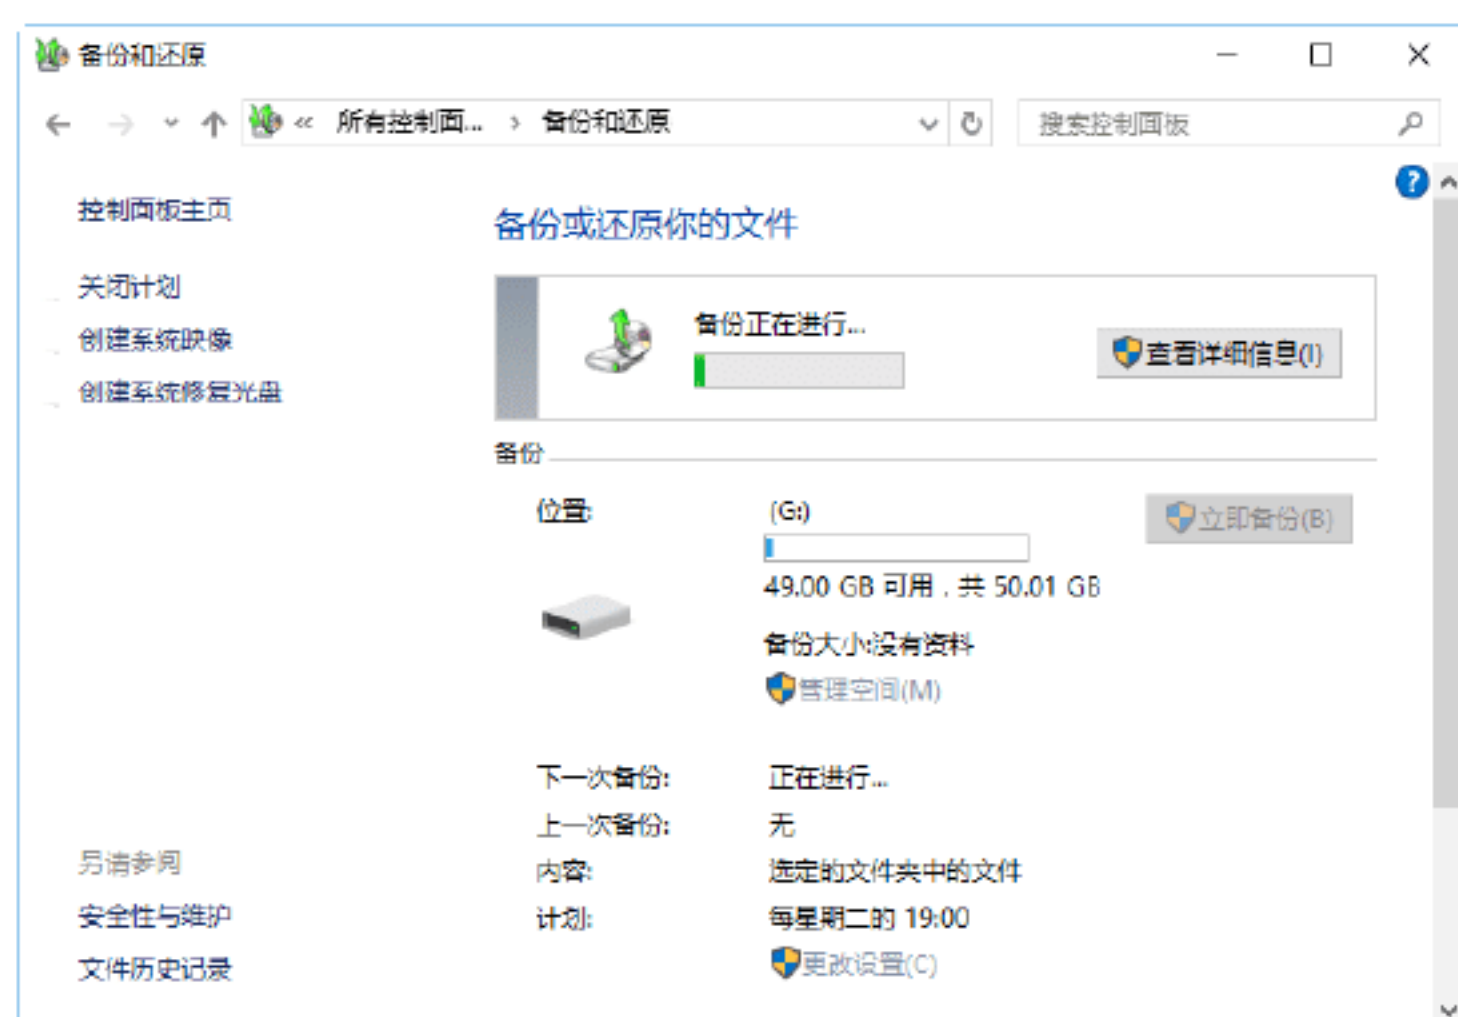 备份和还原
« 所有控制面... › 备份和还原
搜索控制面板
控制面板主页
关闭计划
创建系统映像
创建系统修复光盘
备份或还原你的文件
备份正在进行...
查看详细信息(I)
备份
位置:
(G:)
立即备份(B)
49.00 GB 可用，共 50.01 GB
备份大小:没有资料
管理空间(M)
下一次备份: 正在进行...
上一次备份: 无
内容: 选定的文件夹中的文件
计划: 每星期二的 19:00
更改设置(C)
另请参阅
安全性与维护
文件历史记录